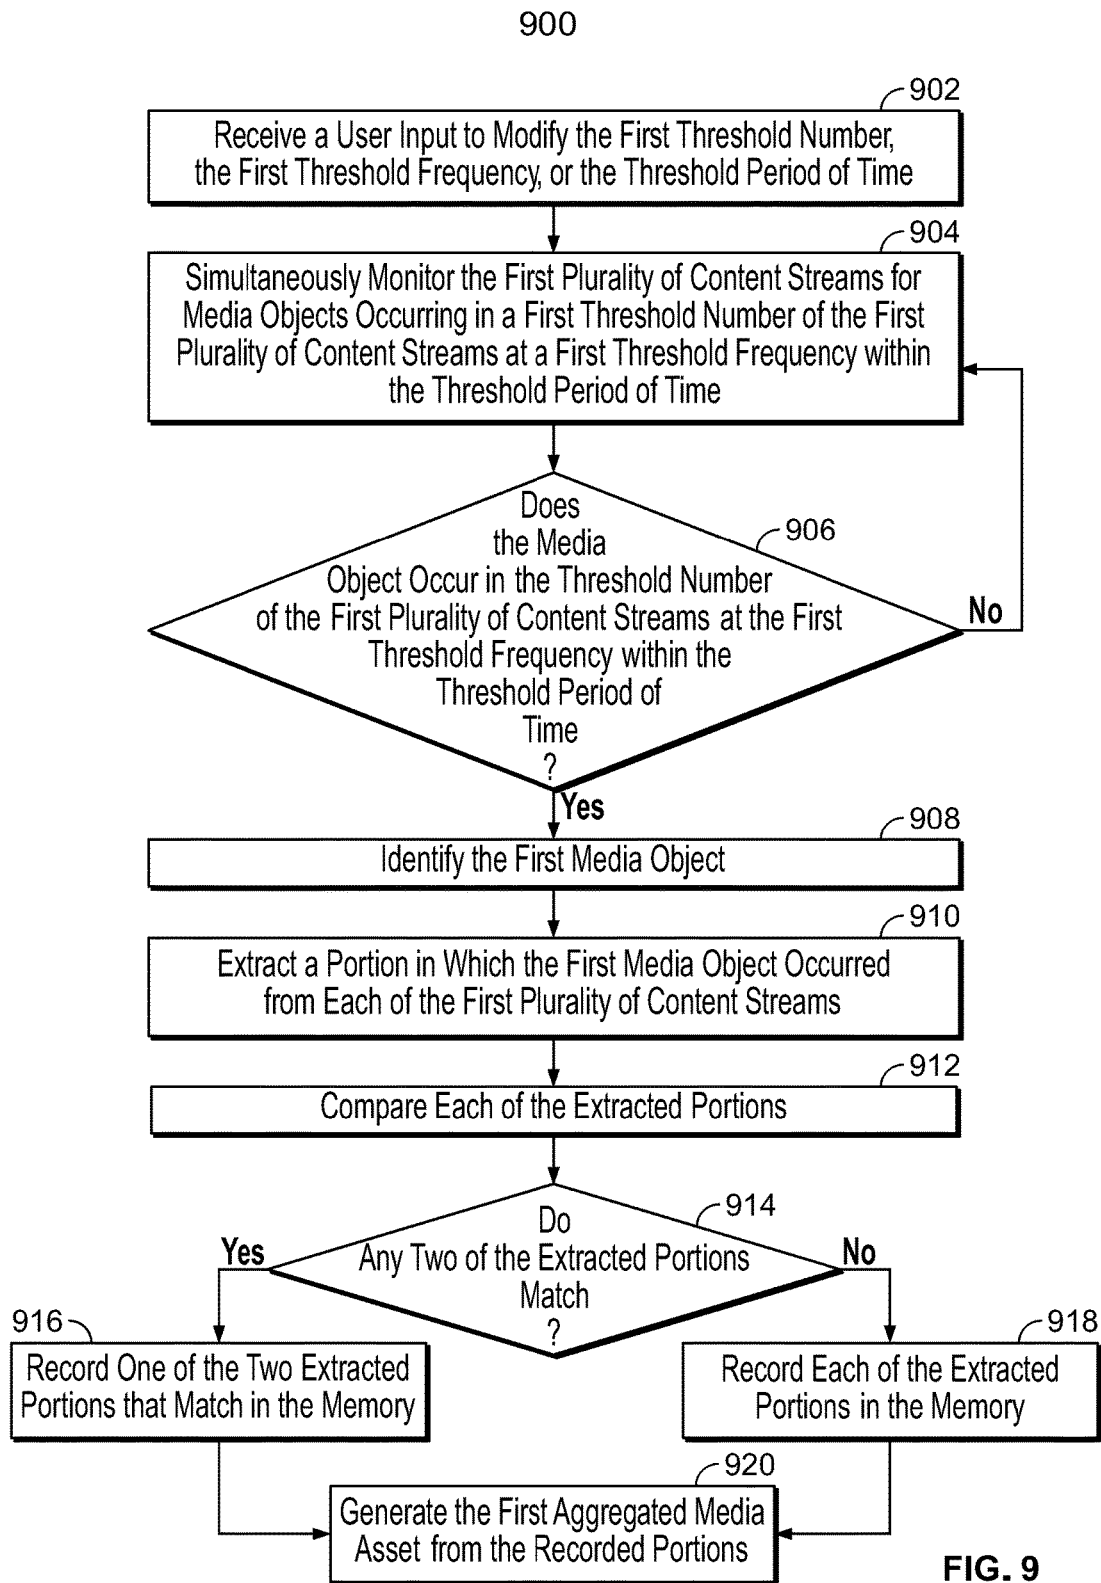 900
902
Receive a User Input to Modify the First Threshold Number,
the First Threshold Frequency, or the Threshold Period of Time
904
Simultaneously Monitor the First Plurality of Content Streams for
Media Objects Occurring in a First Threshold Number of the First
Plurality of Content Streams at a First Threshold Frequency within
the Threshold Period of Time
906
Does
the Media
Object Occur in the Threshold Number
of the First Plurality of Content Streams at the First
Threshold Frequency within the
Threshold Period of
Time
?
No
Yes
908
Identify the First Media Object
910
Extract a Portion in Which the First Media Object Occurred
from Each of the First Plurality of Content Streams
912
Compare Each of the Extracted Portions
914
Do
Any Two of the Extracted Portions
Match
?
Yes
No
916
Record One of the Two Extracted
Portions that Match in the Memory
918
Record Each of the Extracted
Portions in the Memory
920
Generate the First Aggregated Media
Asset from the Recorded Portions
FIG. 9